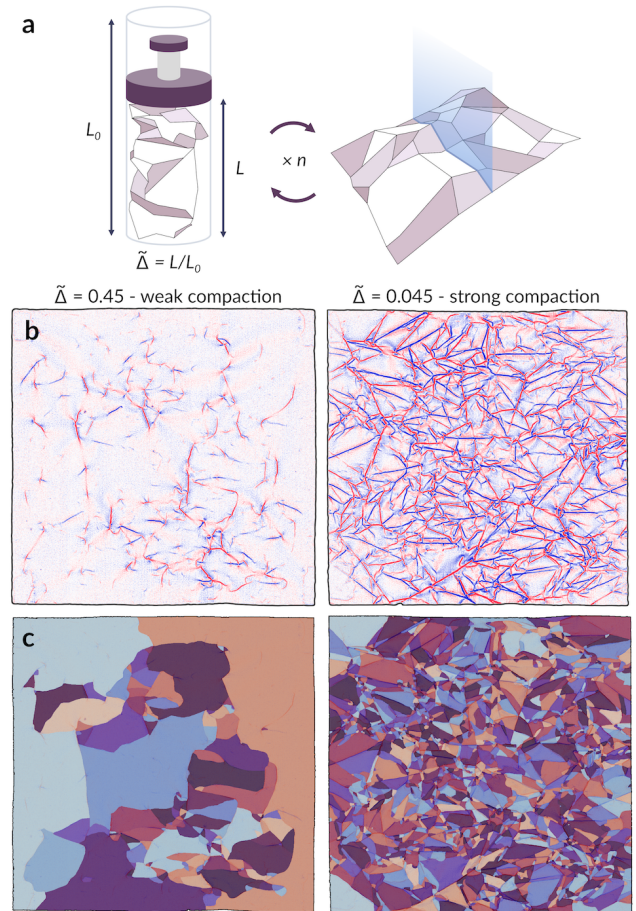 a
L₀
L
× n
Δ̃ = L/L₀
Δ̃ = 0.45 - weak compaction
Δ̃ = 0.045 - strong compaction
b
c